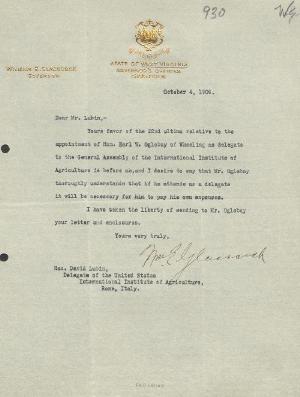 930
WILLIAM E. GLASSCOCK
GOVERNOR
STATE OF WEST VIRGINIA
GOVERNOR'S OFFICE
CHARLESTON
October 4, 1909.
Dear Mr. Lubin,-
Yours favor of the 22nd ultimo relative to the
appointment of Hon. Earl W. Oglebay of Wheeling as delegate
to the General Assembly of the International Institute of
Agriculture is before me, and I desire to say that Mr. Oglebay
thoroughly understands that if he attends as a delegate
it will be necessary for him to pay his own expenses.
I have taken the liberty of sending to Mr. Oglebay
your letter and enclosures.
Yours very truly,
Wm E Glasscock
Hon. David Lubin,
Delegate of the United States
International Institute of Agriculture,
Rome, Italy.